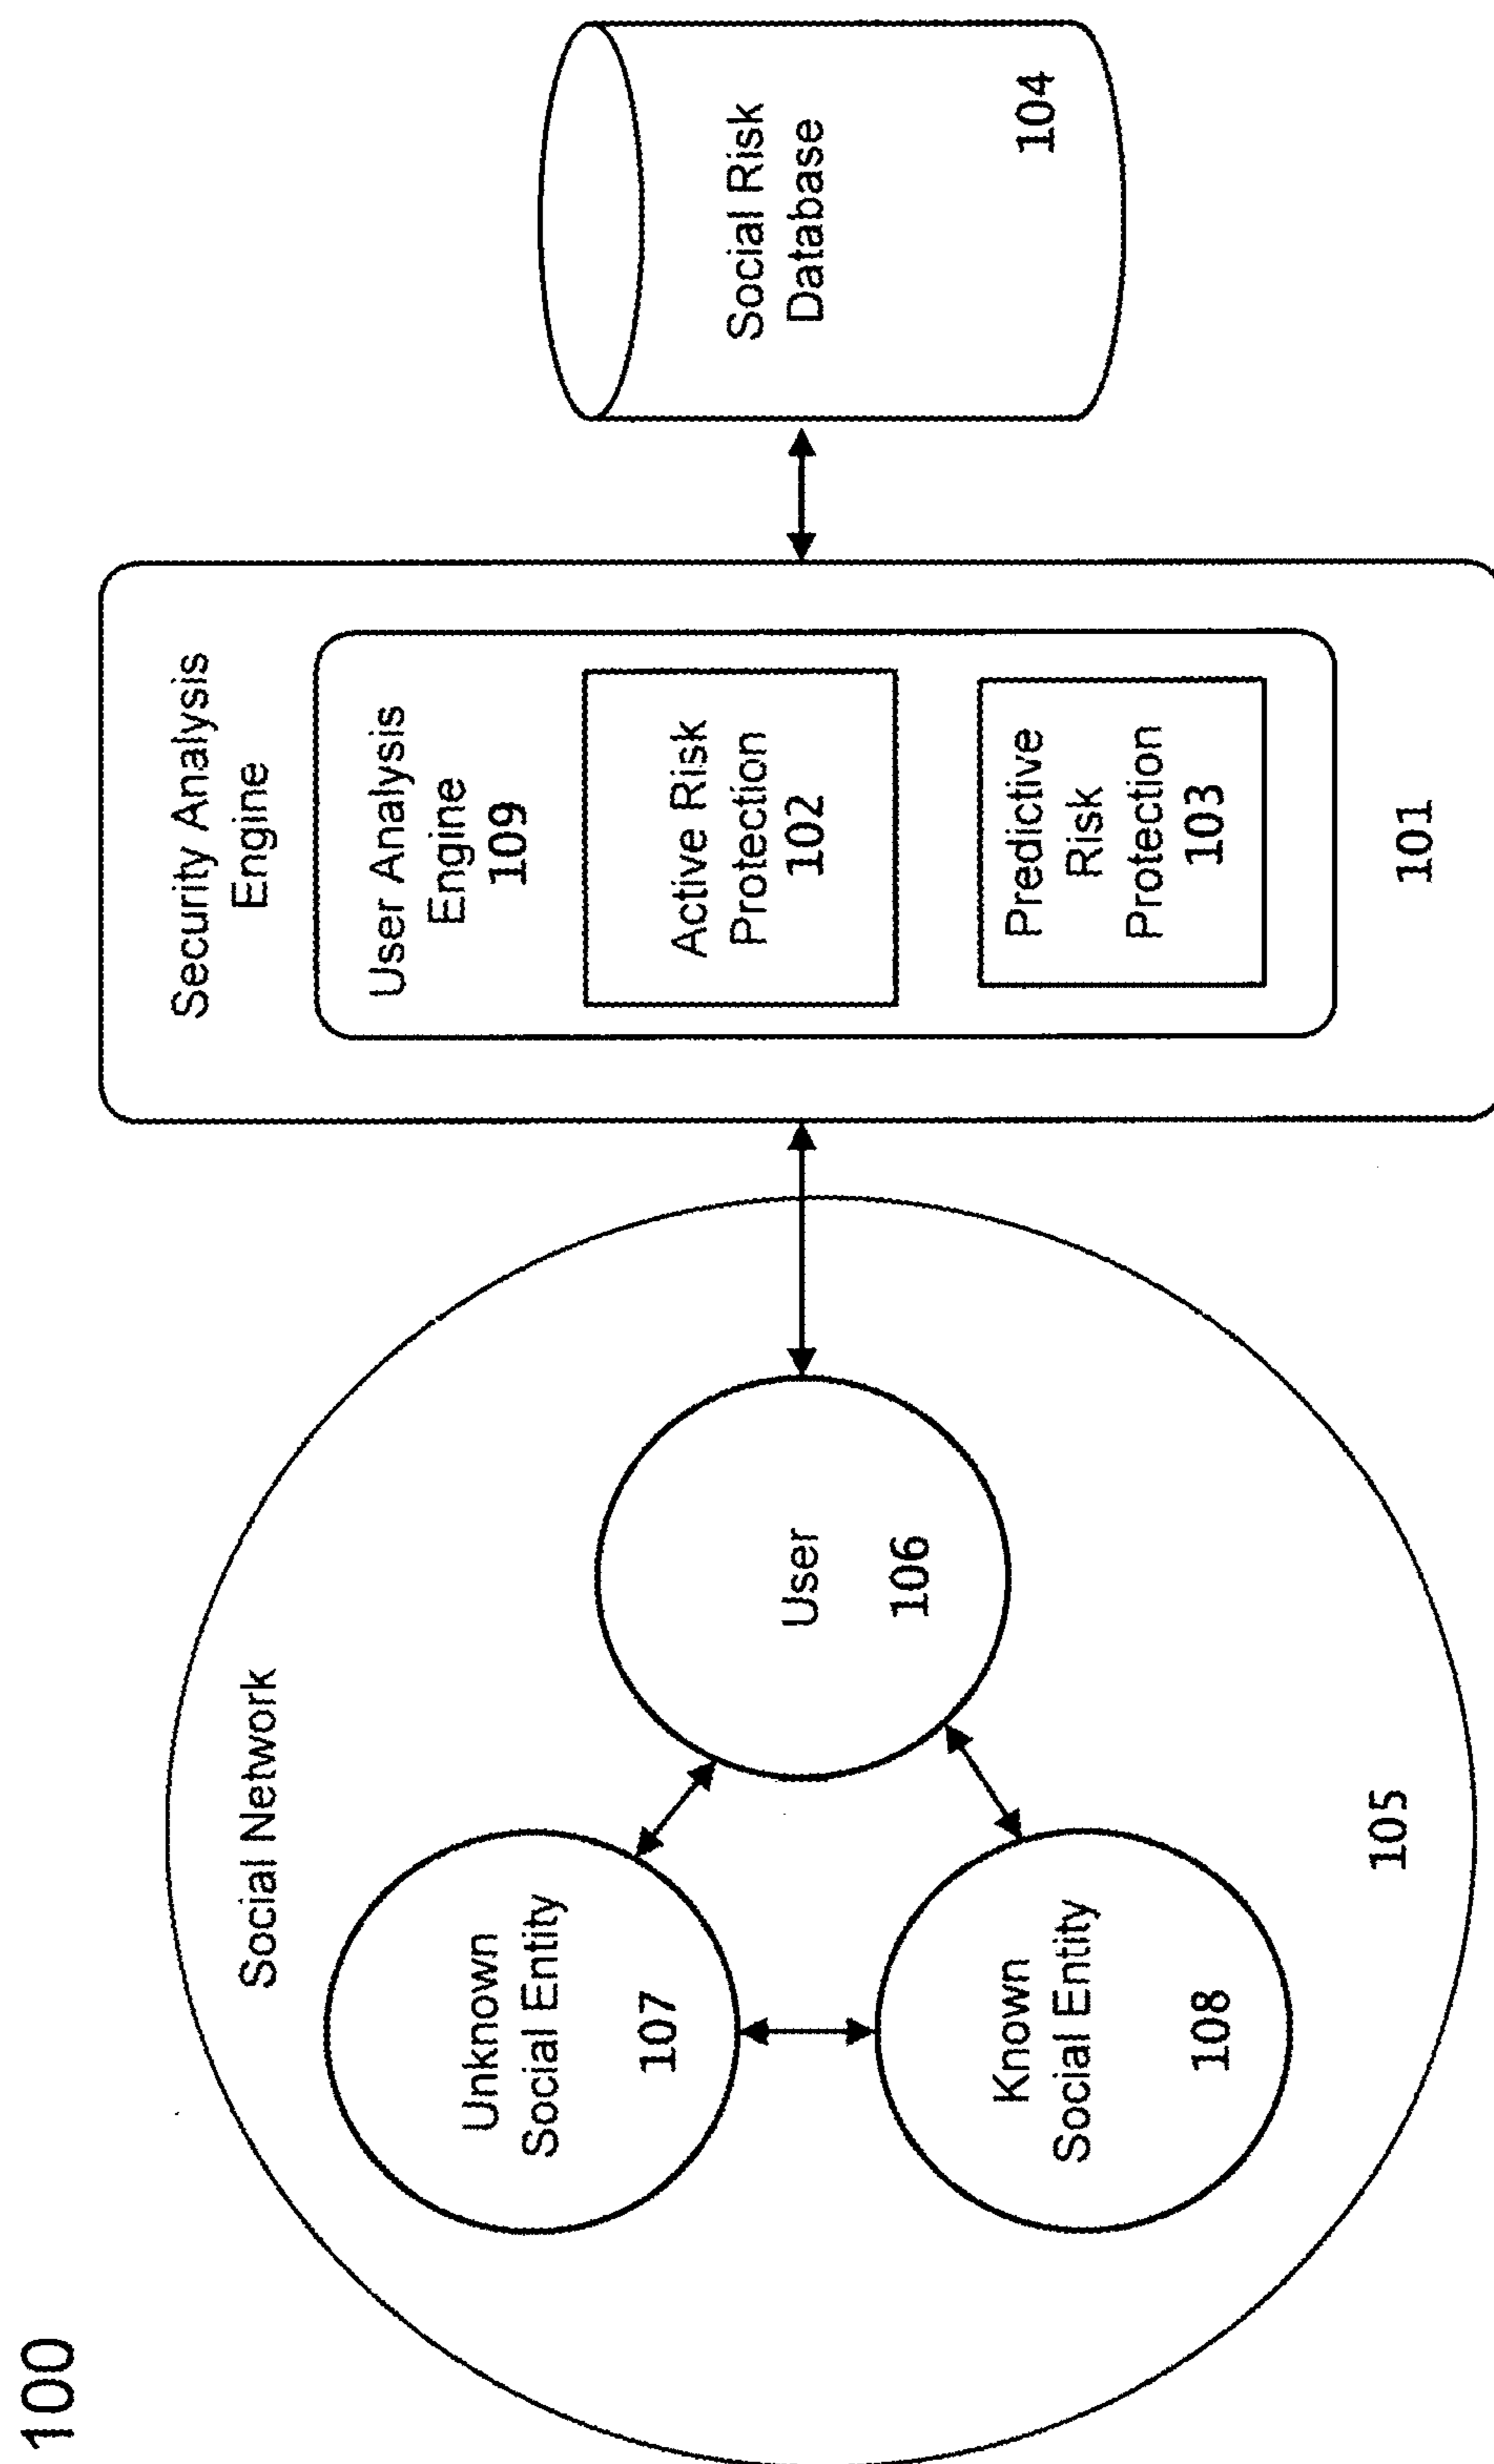 100
Social Network
Unknown
Social Entity
107
Known
Social Entity
108
User
106
105
Security Analysis
Engine
User Analysis
Engine
109
Active Risk
Protection
102
Predictive
Risk
Protection
103
101
Social Risk
Database
104